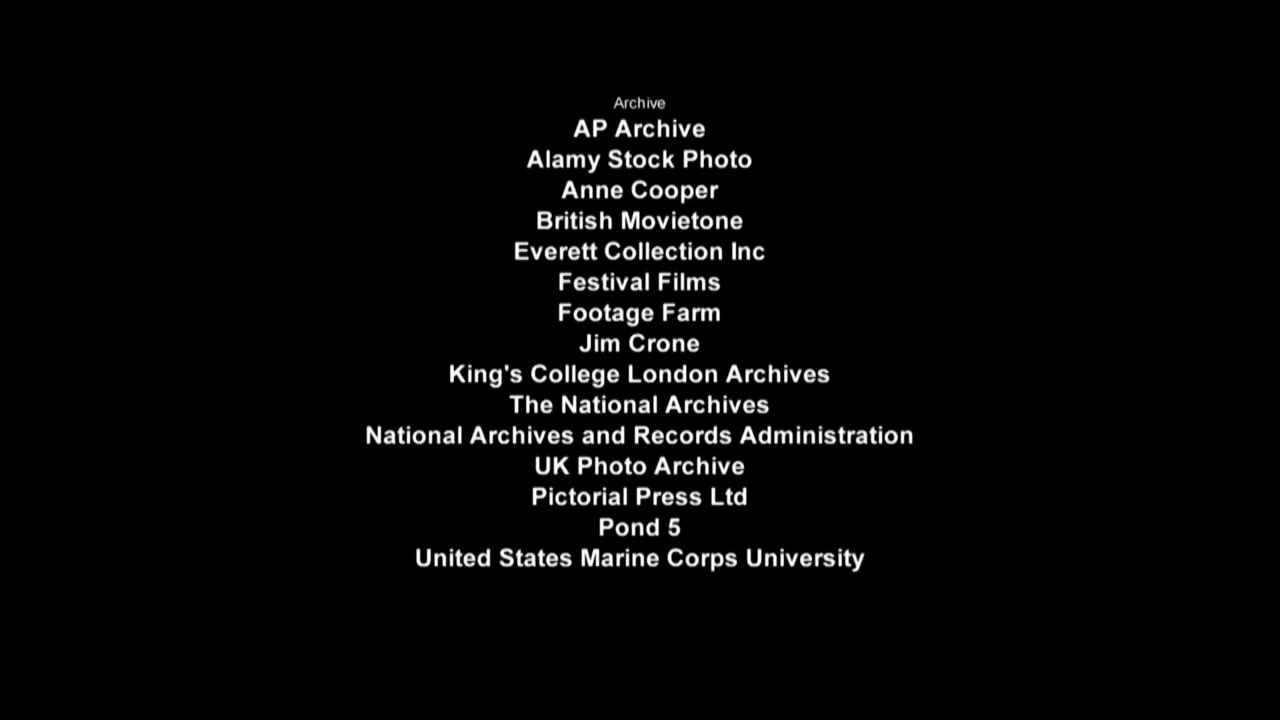 Archive
AP Archive
Alamy Stock Photo
Anne Cooper
British Movietone
Everett Collection Inc
Festival Films
Footage Farm
Jim Crone
King's College London Archives
The National Archives
National Archives and Records Administration
UK Photo Archive
Pictorial Press Ltd
Pond 5
United States Marine Corps University